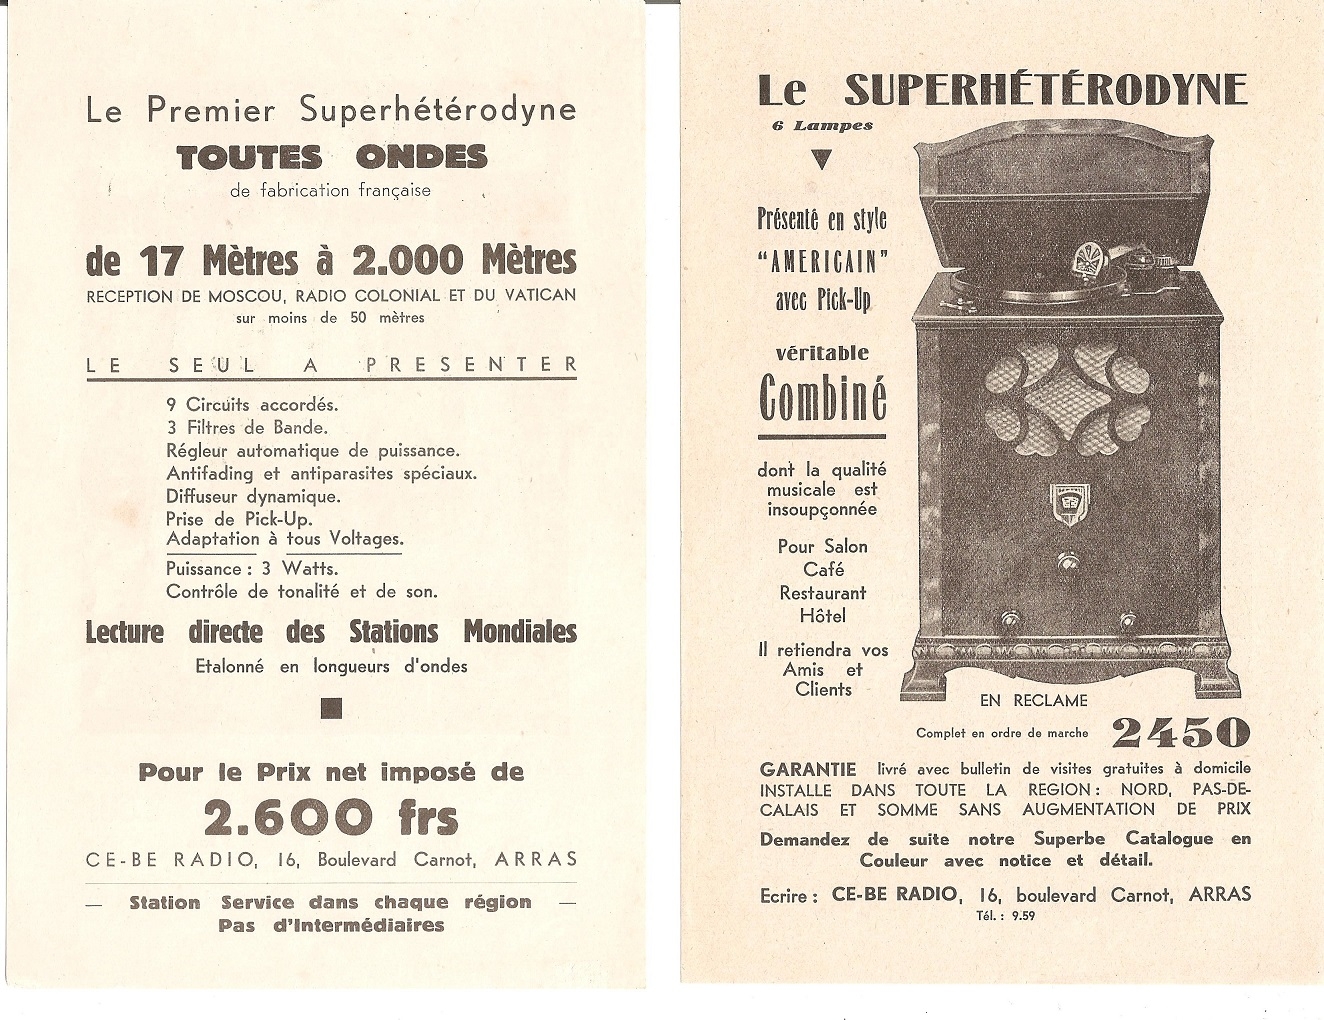 Le Premier Superhétérodyne
TOUTES ONDES
de fabrication française
de 17 Mètres à 2.000 Mètres
RECEPTION DE MOSCOU, RADIO COLONIAL ET DU VATICAN
sur moins de 50 mètres
LE SEUL A PRESENTER
9 Circuits accordés.
3 Filtres de Bande.
Régleur automatique de puissance.
Antifading et antiparasites spéciaux.
Diffuseur dynamique.
Prise de Pick-Up.
Adaptation à tous Voltages.
Puissance : 3 Watts.
Contrôle de tonalité et de son.
Lecture directe des Stations Mondiales
Etalonné en longueurs d'ondes
Pour le Prix net imposé de
2.600 frs
CE-BE RADIO, 16, Boulevard Carnot, ARRAS
— Station Service dans chaque région —
Pas d'Intermédiaires
Le SUPERHÉTÉRODYNE
6 Lampes
Présenté en style
"AMERICAIN"
avec Pick-Up
véritable
Combiné
dont la qualité
musicale est
insoupçonnée
Pour Salon
Café
Restaurant
Hôtel
Il retiendra vos
Amis et
Clients
EN RECLAME
Complet en ordre de marche 2450
GARANTIE livré avec bulletin de visites gratuites à domicile
INSTALLE DANS TOUTE LA REGION : NORD, PAS-DE-
CALAIS ET SOMME SANS AUGMENTATION DE PRIX
Demandez de suite notre Superbe Catalogue en
Couleur avec notice et détail.
Ecrire : CE-BE RADIO, 16, boulevard Carnot, ARRAS
Tél. : 9.59